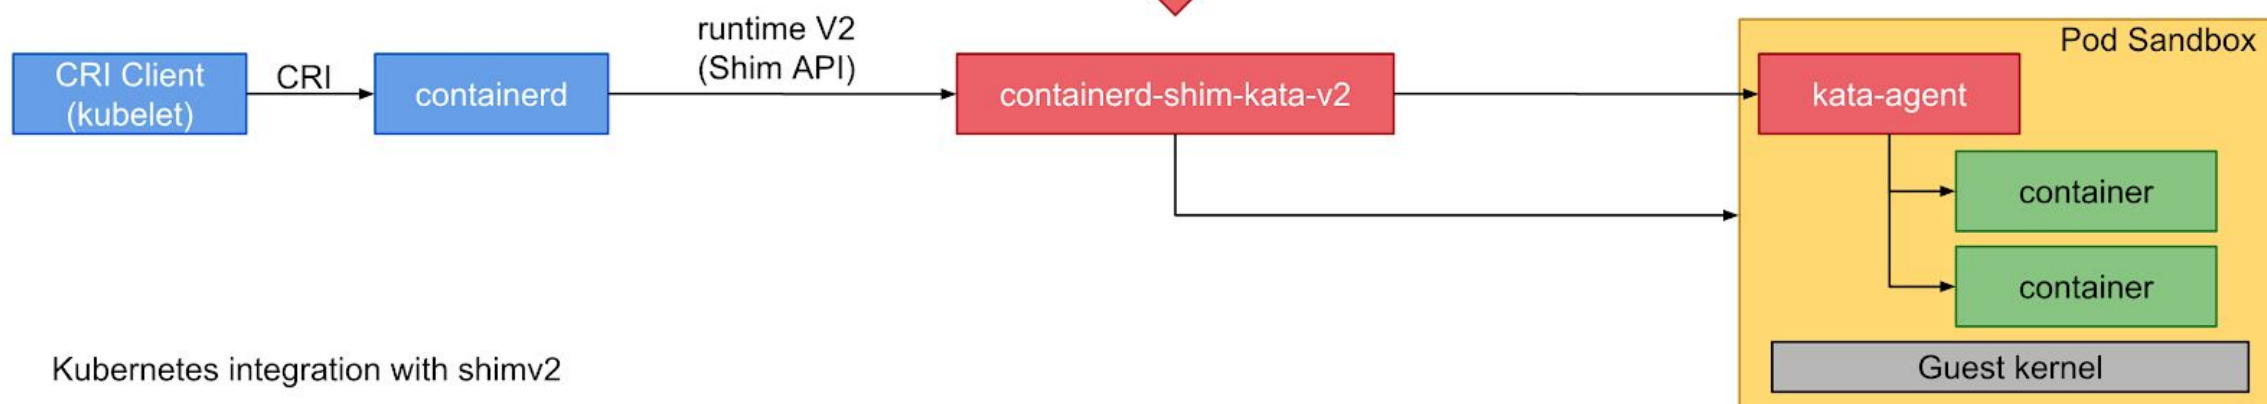 runtime V2
(Shim API)
Pod Sandbox
CRI Client
(kubelet)
CRI
containerd
containerd-shim-kata-v2
kata-agent
container
container
Guest kernel
Kubernetes integration with shimv2